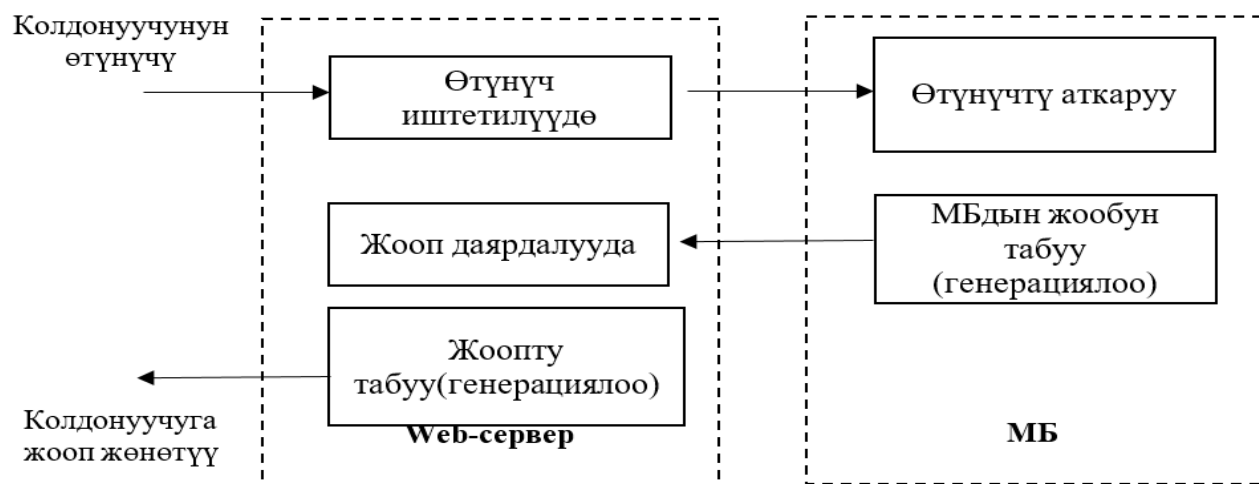 Колдонуучунун
өтүнүчү
Өтүнүч
иштетилүүдө
Өтүнүчтү аткаруу
Жооп даярдалууда
МБдын жообун
табуу
(генерациялоо)
Жоопту
табуу(генерациялоо)
Колдонуучуга
жооп жөнөтүү
Web-сервер
МБ